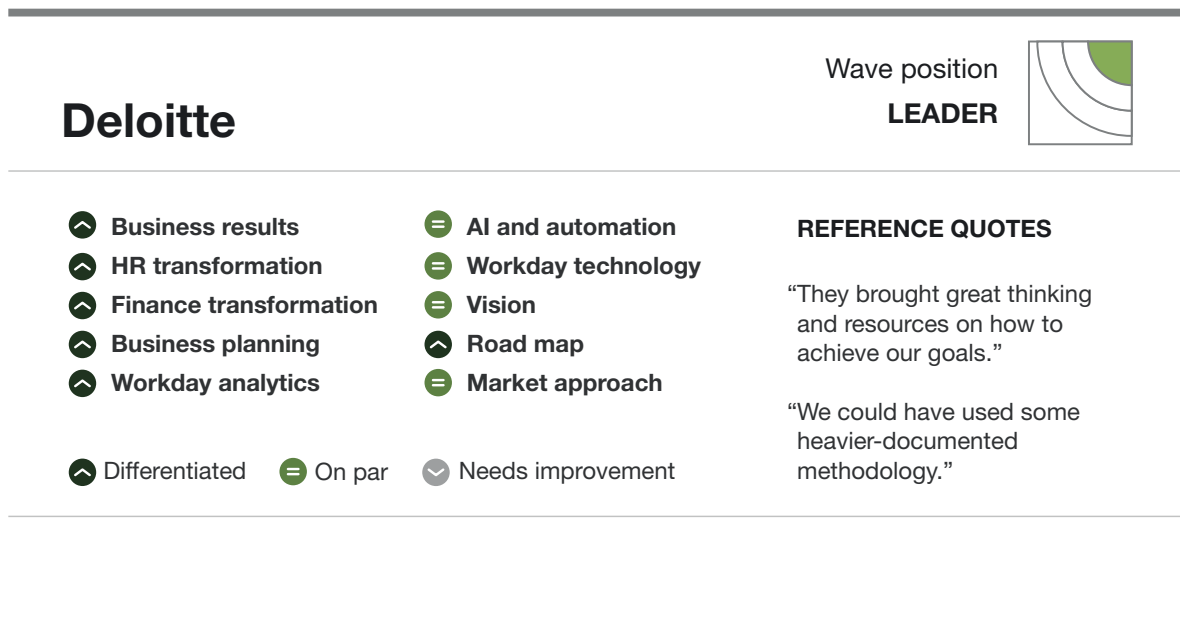 Wave position
LEADER
Deloitte
Business results
HR transformation
Finance transformation
Business planning
Workday analytics
AI and automation
Workday technology
Vision
Road map
Market approach
Differentiated
On par
Needs improvement
REFERENCE QUOTES
“They brought great thinking
and resources on how to
achieve our goals.”
“We could have used some
heavier-documented
methodology.”